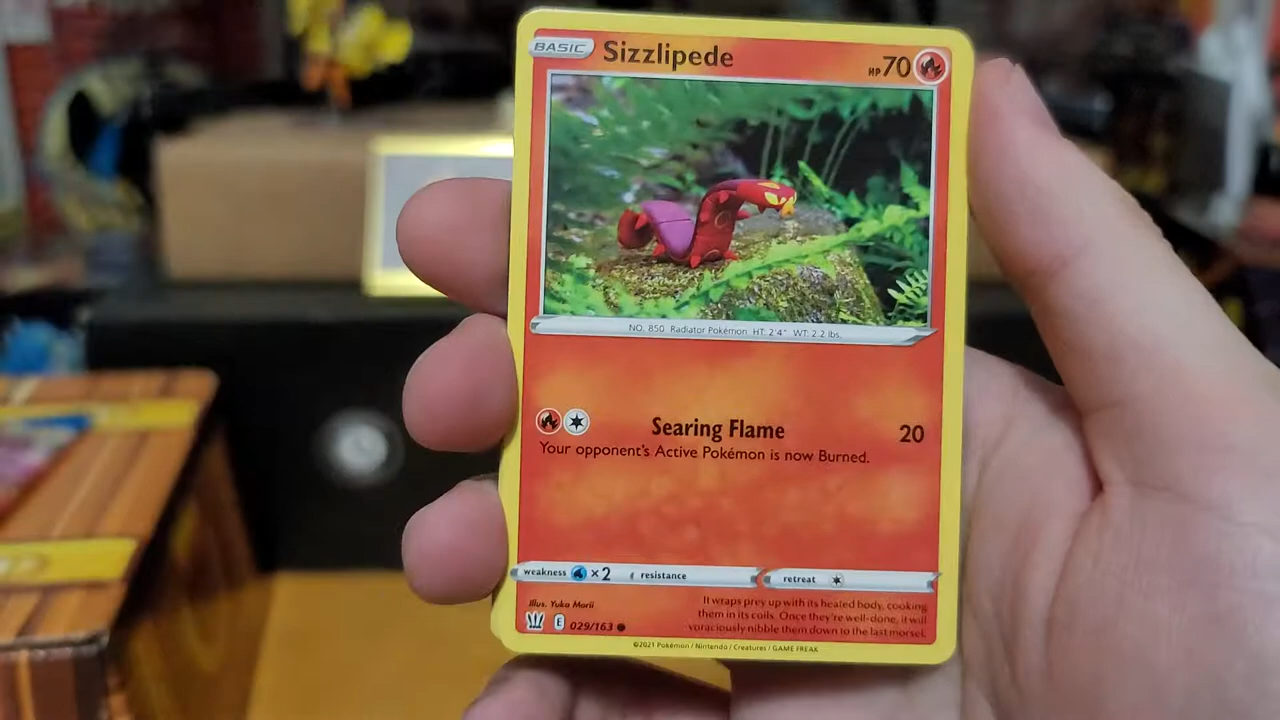 BASIC Sizzlipede HP70
NO. 850 Radiator Pokémon HT: 2'4" WT: 2.2 lbs.
Searing Flame 20
Your opponent's Active Pokémon is now Burned.
weakness ×2 resistance retreat
Illus. Yuka Morii
It wraps prey up with its heated body, cooking
them in its coils. Once they're well-done, it will
voraciously nibble them down to the last morsel.
E 029/163
©2021 Pokémon / Nintendo / Creatures / GAME FREAK